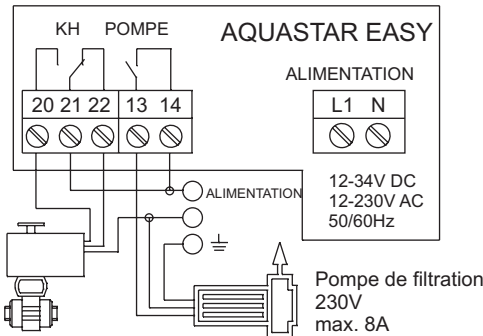 KH POMPE
AQUASTAR EASY
ALIMENTATION
20 21 22 13 14
L1 N
12-34V DC
12-230V AC
50/60Hz
ALIMENTATION
Pompe de filtration
230V
max. 8A